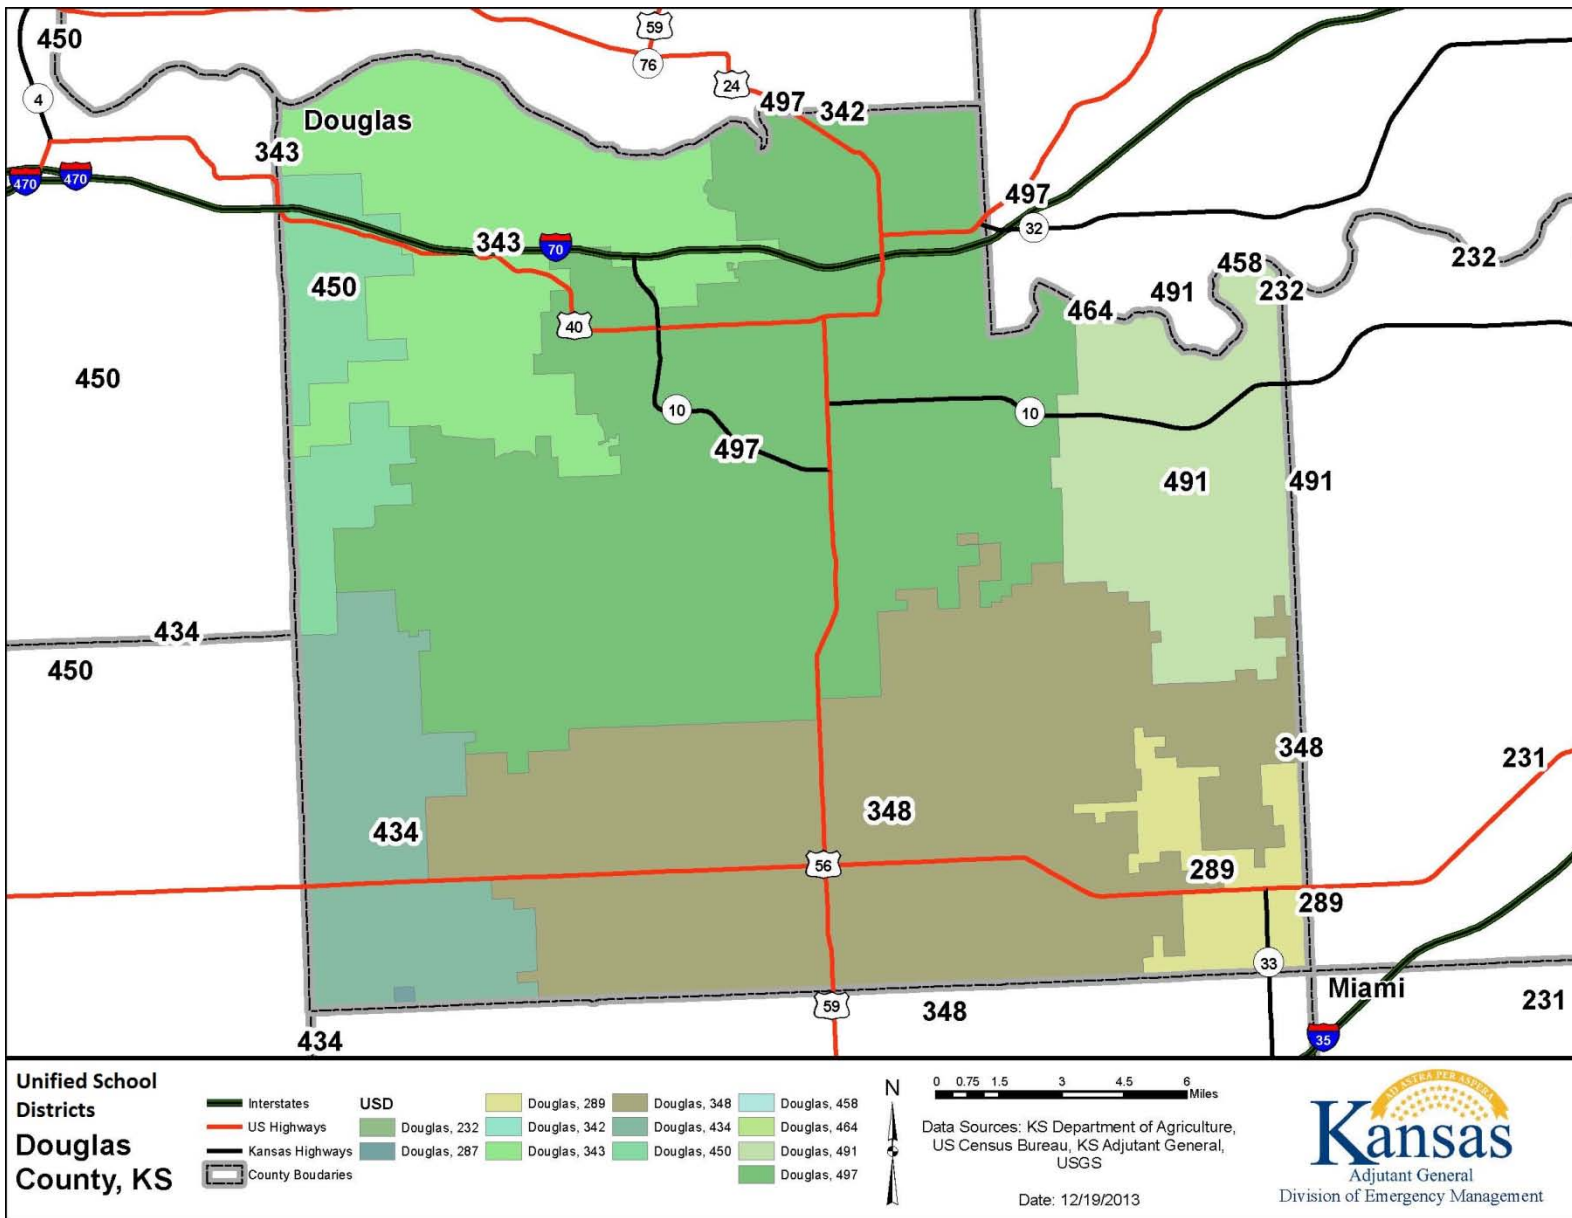 59
450
76
24
4
497
342
Douglas
343
470
470
497
32
343
70
458
232
450
491
232
464
40
450
10
10
497
491
491
434
450
348
231
348
434
56
289
289
33
Miami
59
348
231
434
35
Unified School
Districts
Douglas
County, KS
Interstates
US Highways
Kansas Highways
County Boudaries
USD
Douglas, 232
Douglas, 287
Douglas, 289
Douglas, 342
Douglas, 343
Douglas, 348
Douglas, 434
Douglas, 450
Douglas, 458
Douglas, 464
Douglas, 491
Douglas, 497
N
0 0.75 1.5 3 4.5 6
Miles
Data Sources: KS Department of Agriculture,
US Census Bureau, KS Adjutant General,
USGS
Date: 12/19/2013
AD ASTRA PER ASPERA
Kansas
Adjutant General
Division of Emergency Management